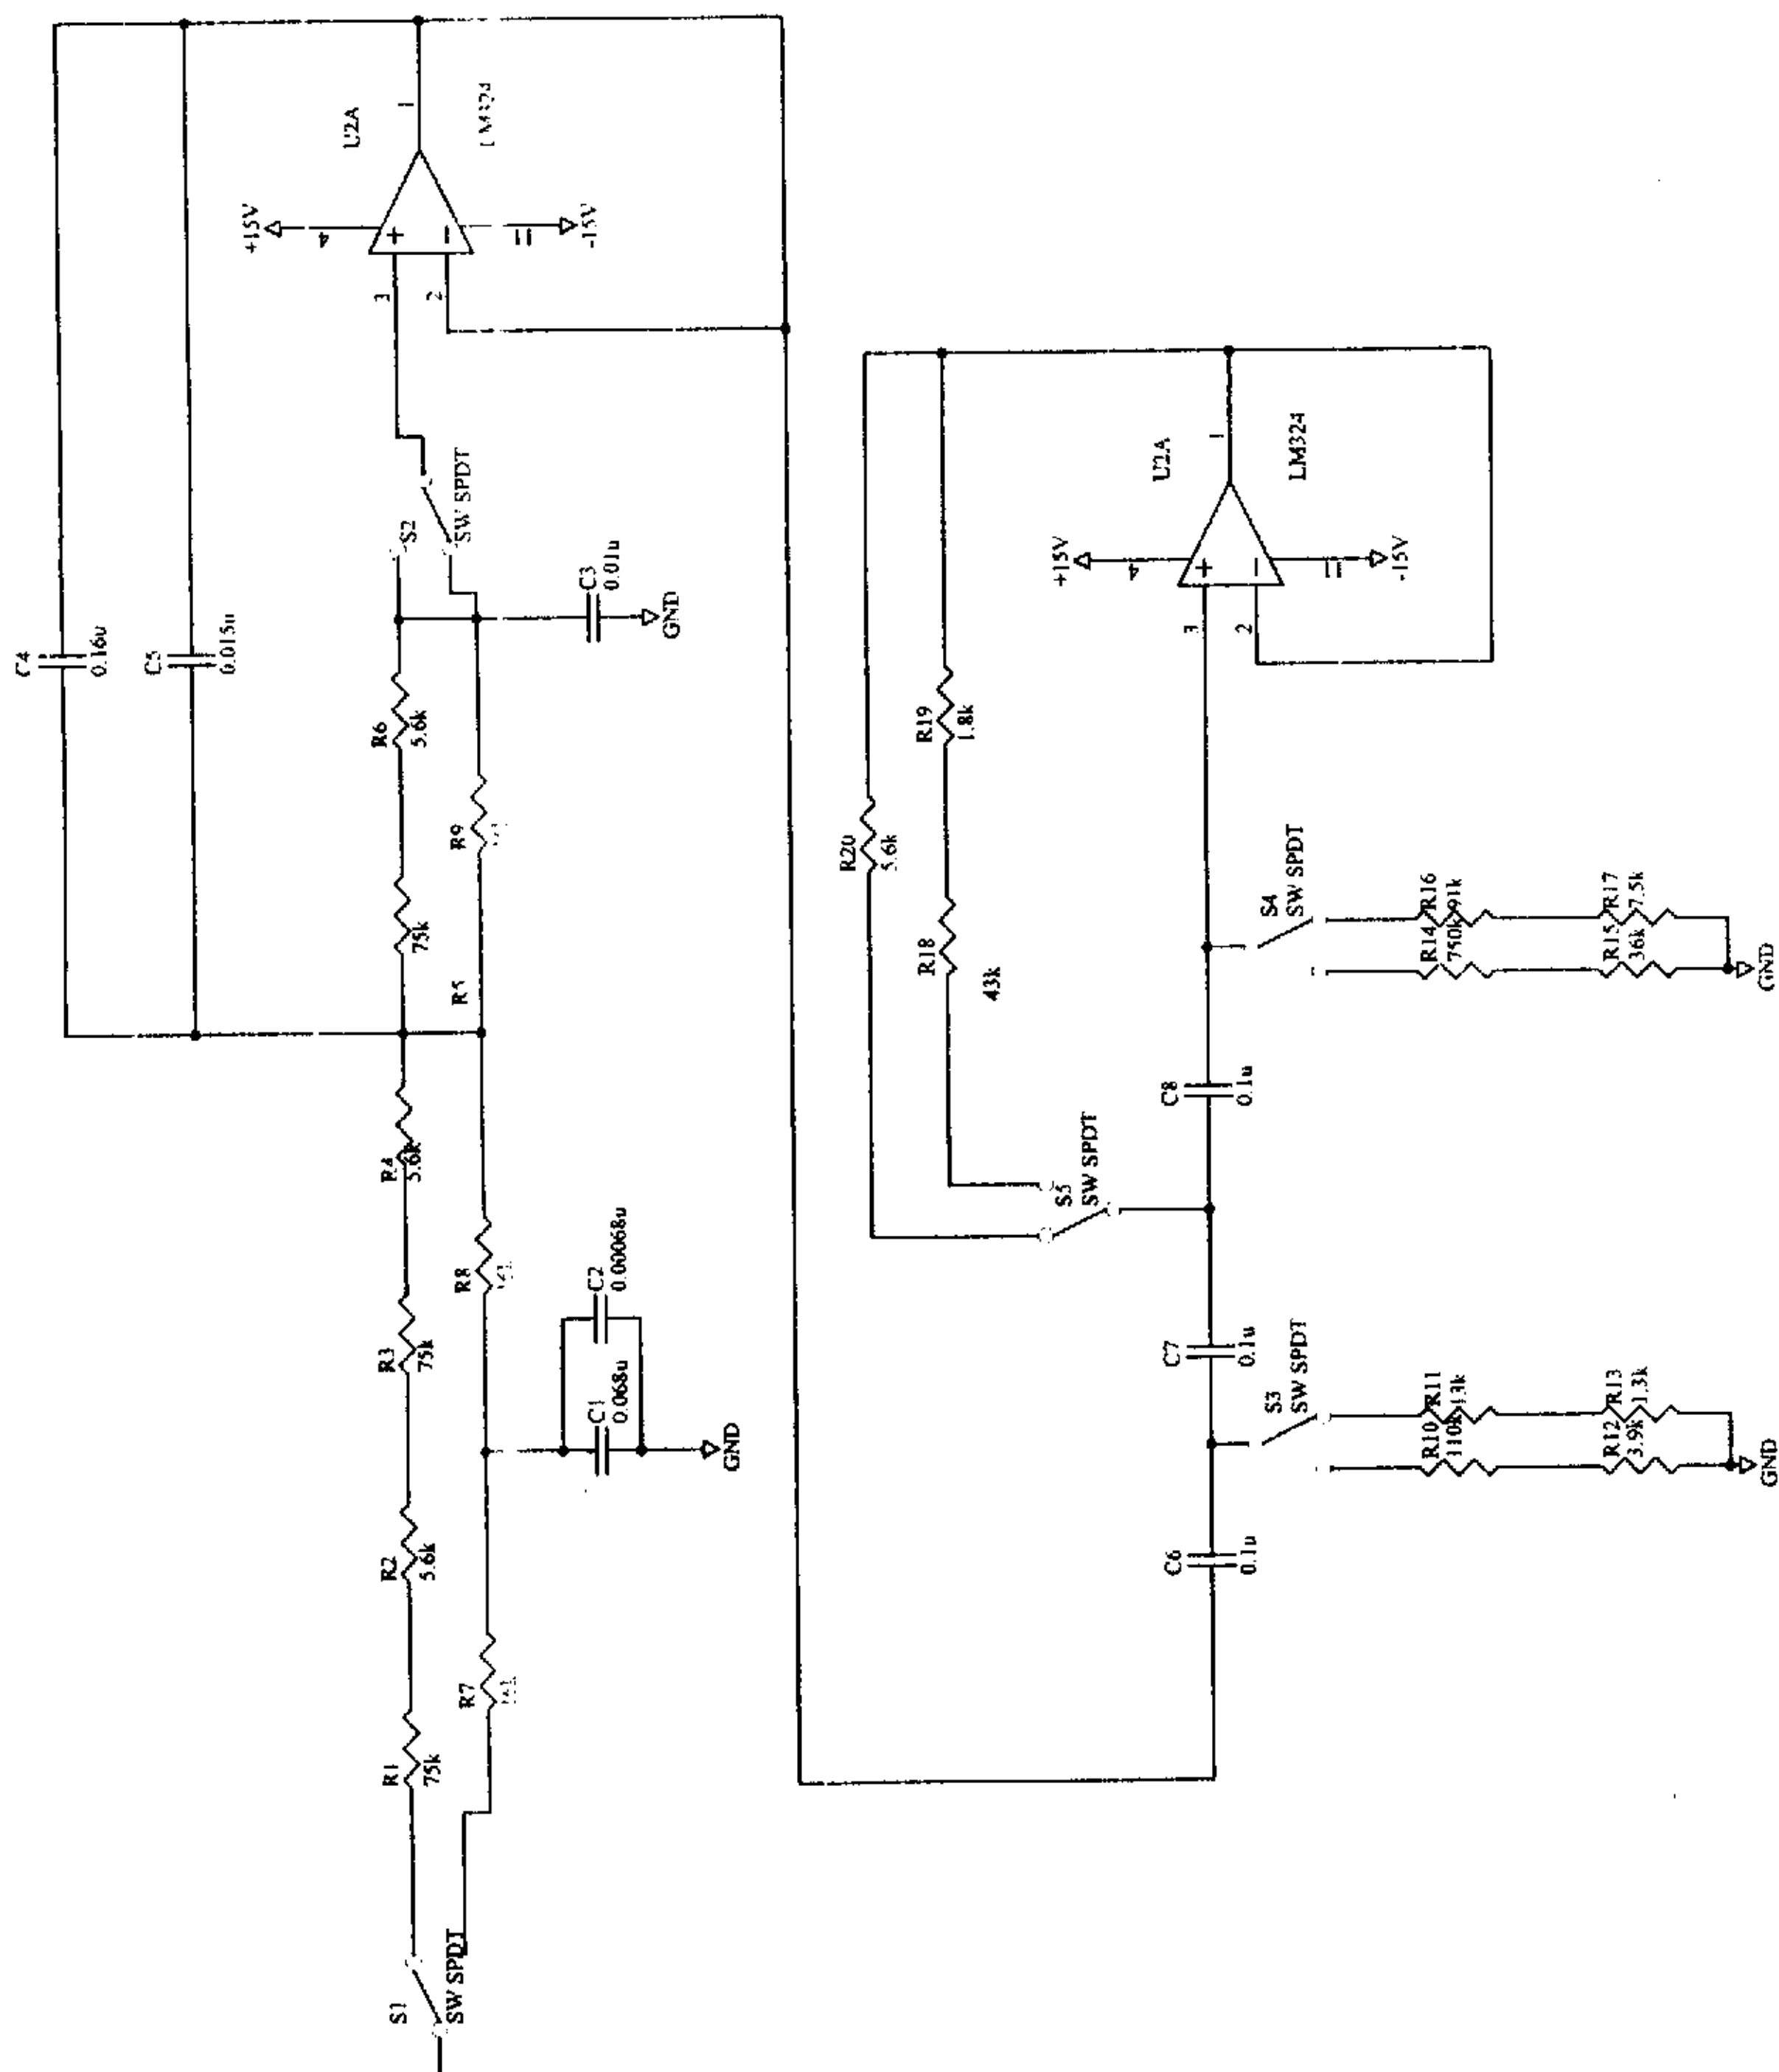 C4
0.16u
C5
0.015u
+15V
4
U2A
1
LM324
3
2
11
-15V
R6
5.6k
S2
SW SPDT
C3
0.01u
GND
75k
R9
R5
R4
5.6k
R3
75k
R8
C2
0.00068u
C1
0.068u
GND
R2
5.6k
R1
75k
R7
S1
SW SPDT
R20
5.6k
R19
1.8k
R18
43k
+15V
4
U2A
1
LM324
3
2
11
-15V
S5
SW SPDT
C8
0.1u
S4
SW SPDT
R16
91k
R14
750k
R17
7.5k
R15
36k
GND
C7
0.1u
S3
SW SPDT
R11
R10
110k
R13
1.3k
R12
3.9k
GND
C6
0.1u